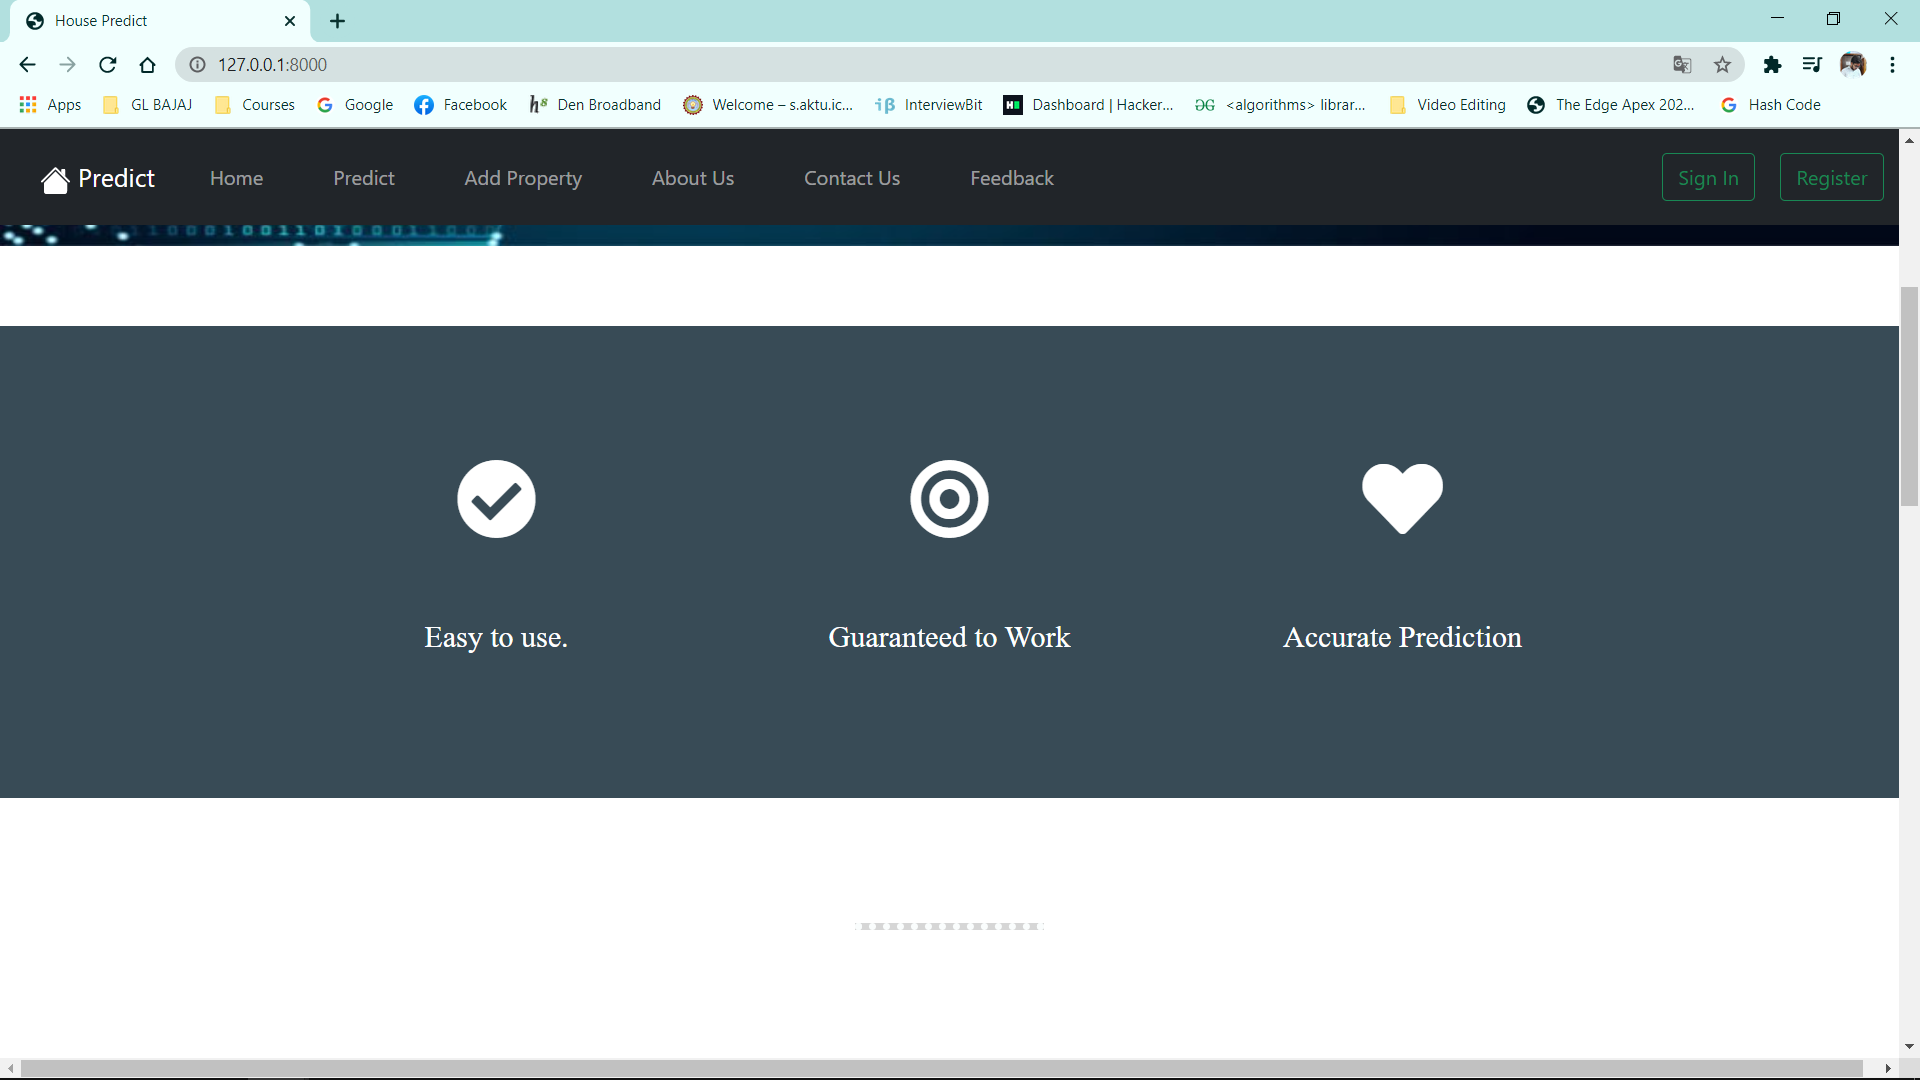 House Predict
127.0.0.1:8000
Apps GL BAJAJ Courses Google Facebook Den Broadband Welcome – s.aktu.ic... InterviewBit Dashboard | Hacker... <algorithms> librar... Video Editing The Edge Apex 202... Hash Code
Predict Home Predict Add Property About Us Contact Us Feedback Sign In Register
Easy to use. Guaranteed to Work Accurate Prediction